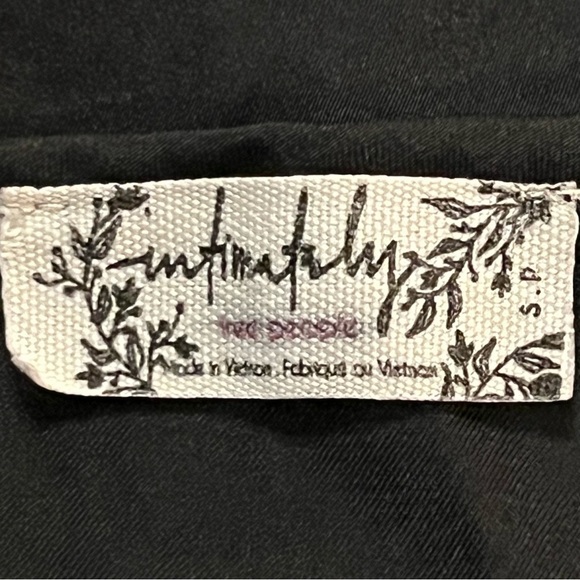 intimately
free people
Made in Vietnam. Fabriqué au Vietnam
S.P